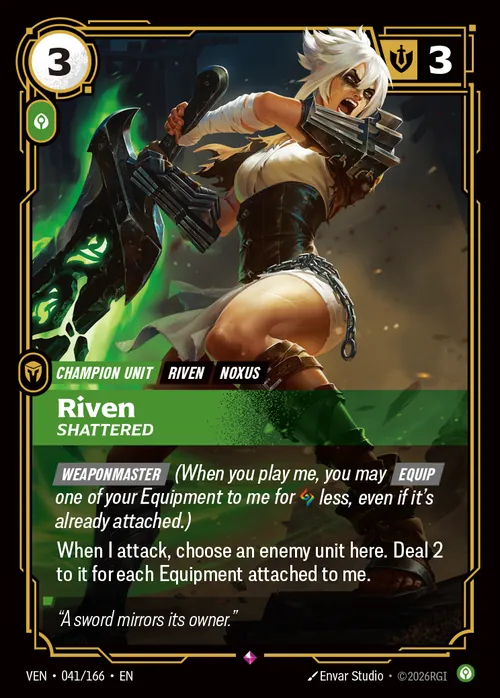 3
3
CHAMPION UNIT RIVEN NOXUS
Riven
SHATTERED
WEAPONMASTER (When you play me, you may EQUIP
one of your Equipment to me for less, even if it's
already attached.)
When I attack, choose an enemy unit here. Deal 2
to it for each Equipment attached to me.
"A sword mirrors its owner."
VEN • 041/166 • EN
Envar Studio • ©2026RGI